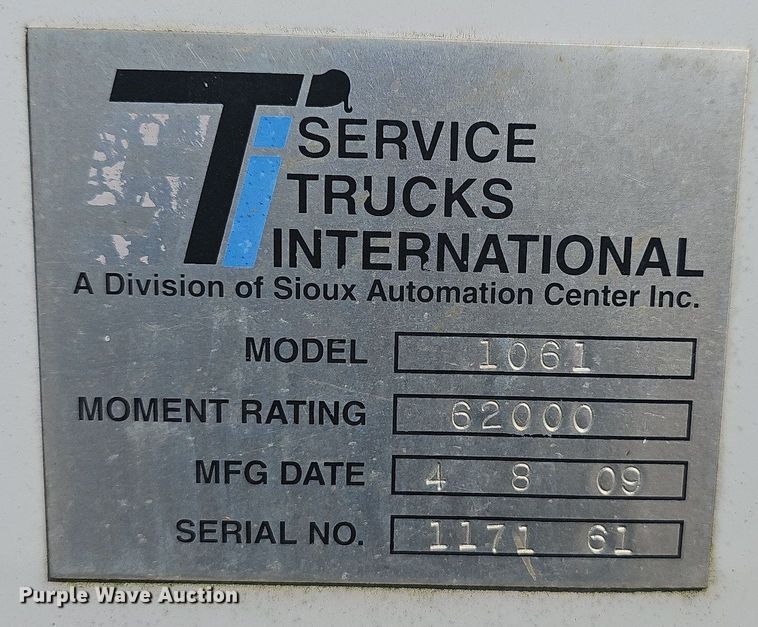 Ti SERVICE
TRUCKS
INTERNATIONAL
A Division of Sioux Automation Center Inc.
MODEL 1061
MOMENT RATING 62000
MFG DATE 4 8 09
SERIAL NO. 1171 61
Purple Wave Auction